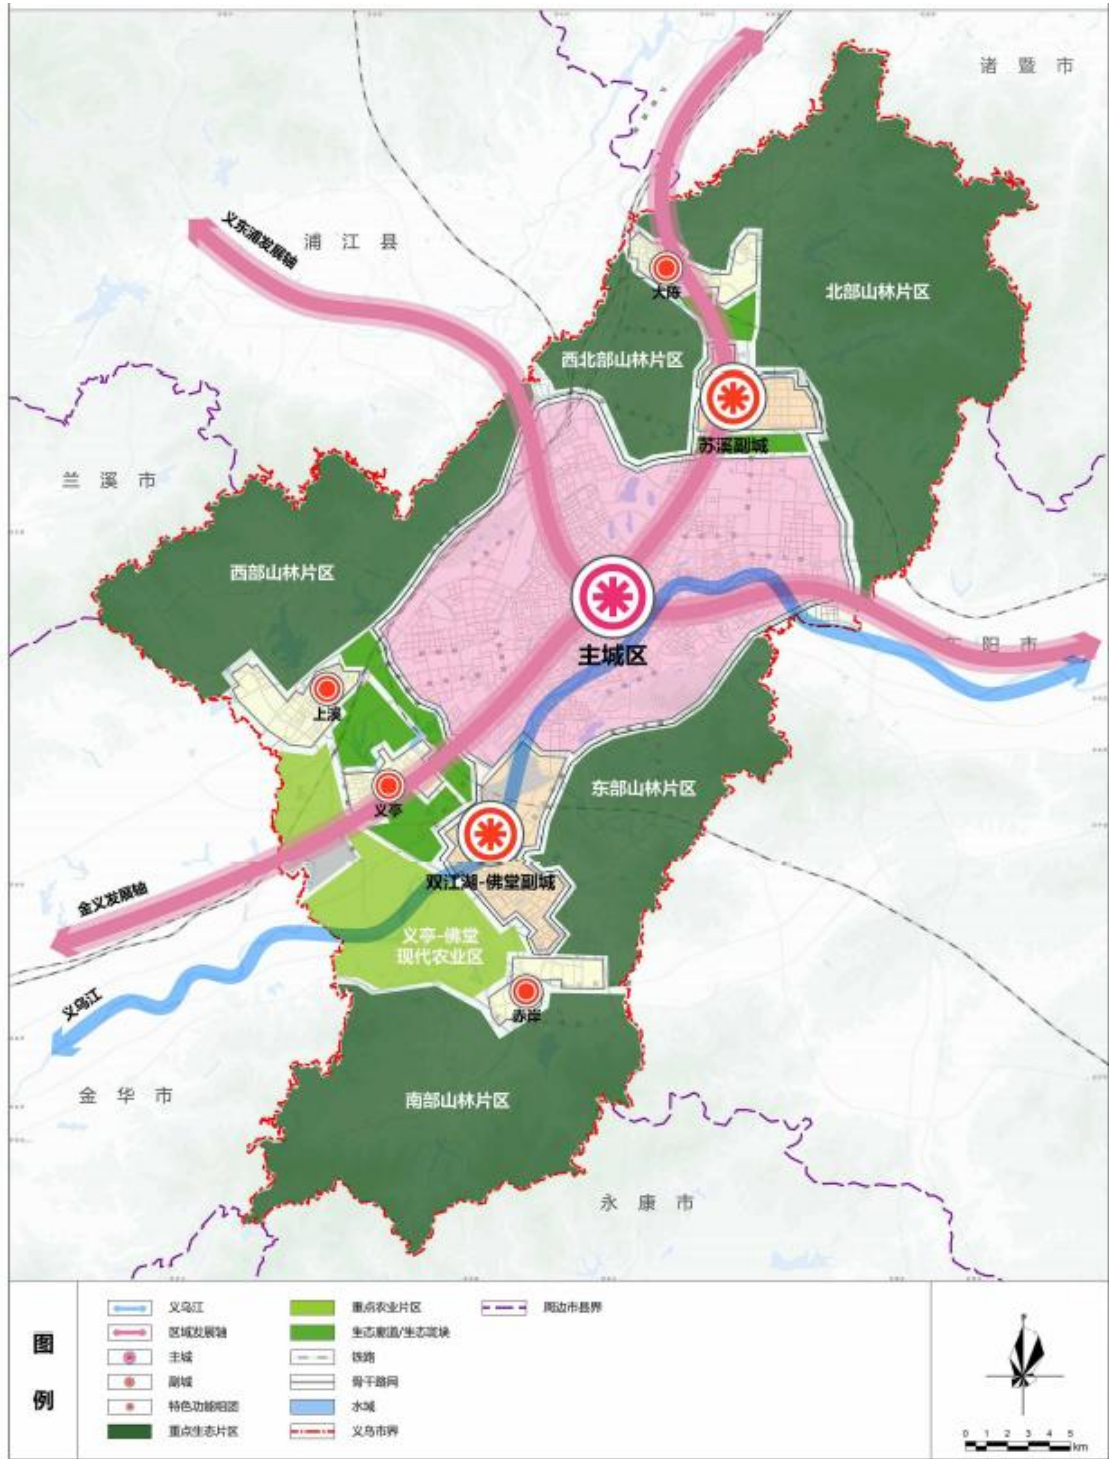 诸暨市
义东浦发展轴
浦江县
大陈
北部山林片区
西北部山林片区
苏溪副城
兰溪市
西部山林片区
主城区
阳市
上溪
义亭
东部山林片区
双江湖-佛堂副城
金义发展轴
义亭-佛堂
现代农业区
义乌江
赤岸
金华市
南部山林片区
永康市
图例
义乌江
区域发展轴
主城
副城
特色功能组团
重点生态片区
重点农业片区
生态廊道/生态斑块
铁路
骨干路网
水域
义乌市界
周边市县界
0 1 2 3 4 5
km